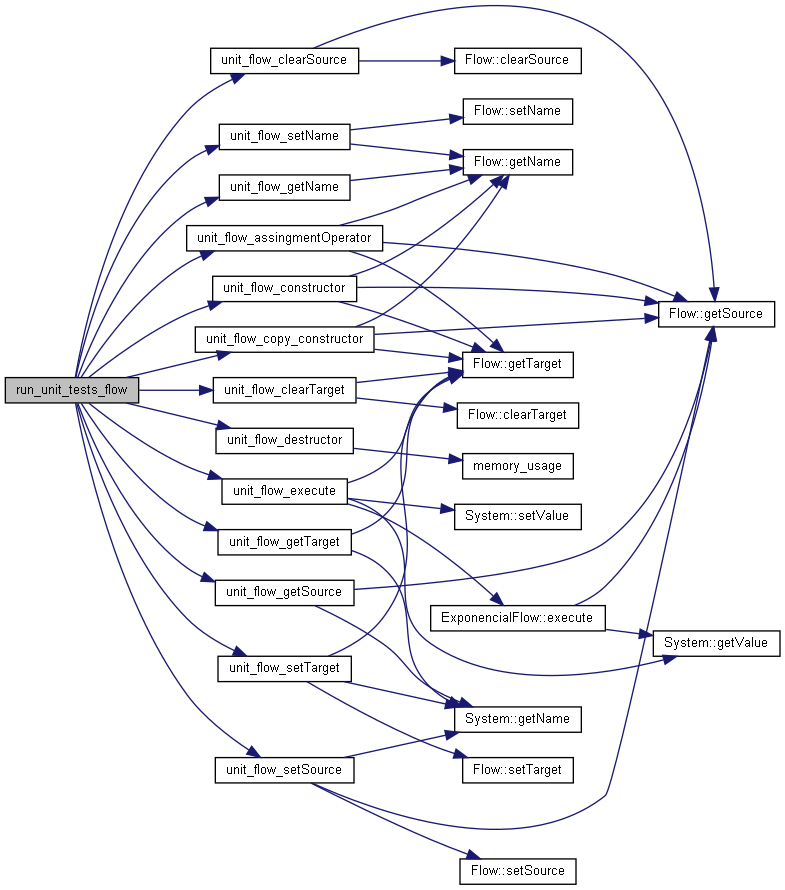 unit_flow_clearSource
Flow::clearSource
Flow::setName
unit_flow_setName
Flow::getName
unit_flow_getName
unit_flow_assingmentOperator
unit_flow_constructor
Flow::getSource
unit_flow_copy_constructor
Flow::getTarget
run_unit_tests_flow
unit_flow_clearTarget
Flow::clearTarget
unit_flow_destructor
memory_usage
unit_flow_execute
System::setValue
unit_flow_getTarget
unit_flow_getSource
ExponencialFlow::execute
System::getValue
unit_flow_setTarget
System::getName
unit_flow_setSource
Flow::setTarget
Flow::setSource